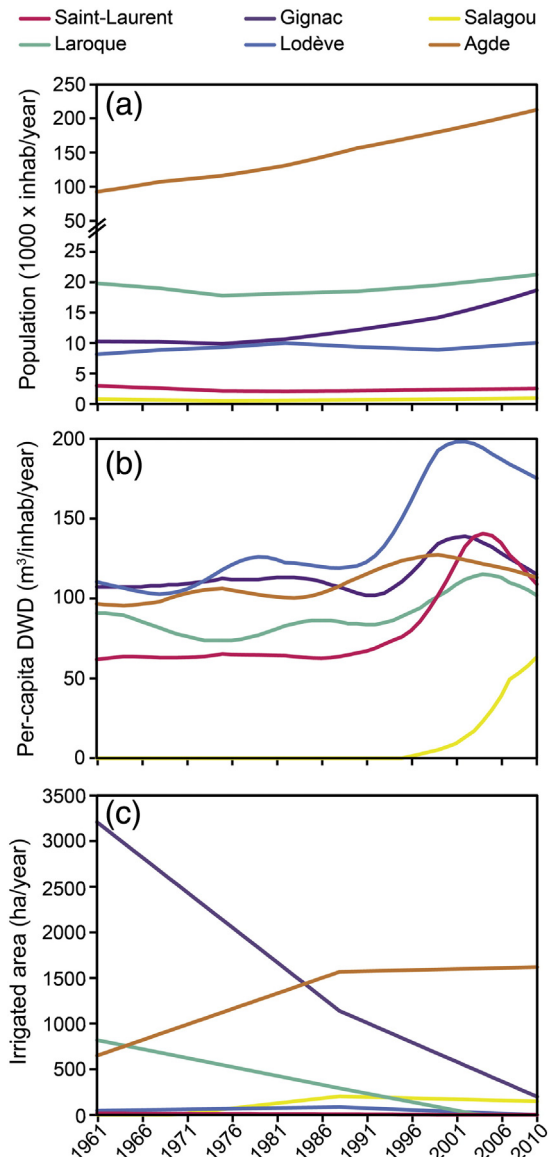 Saint-Laurent Gignac Salagou
Laroque Lodève Agde
(a)
Population (1000 x inhab/year)
250
200
150
100
50
25
20
15
10
5
0
(b)
Per-capita DWD (m³/inhab/year)
200
150
100
50
0
(c)
Irrigated area (ha/year)
3500
3000
2500
2000
1500
1000
500
0
1961 1966 1971 1976 1981 1986 1991 1996 2001 2006 2010